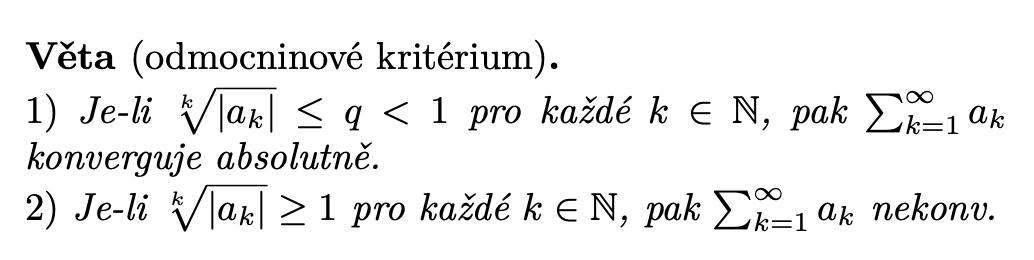 Věta (odmocninové kritérium).
1) Je-li $\sqrt[k]{|a_k|} \leq q < 1$ pro každé $k \in \mathbb{N}$, pak $\sum_{k=1}^{\infty} a_k$
konverguje absolutně.
2) Je-li $\sqrt[k]{|a_k|} \geq 1$ pro každé $k \in \mathbb{N}$, pak $\sum_{k=1}^{\infty} a_k$ nekonv.